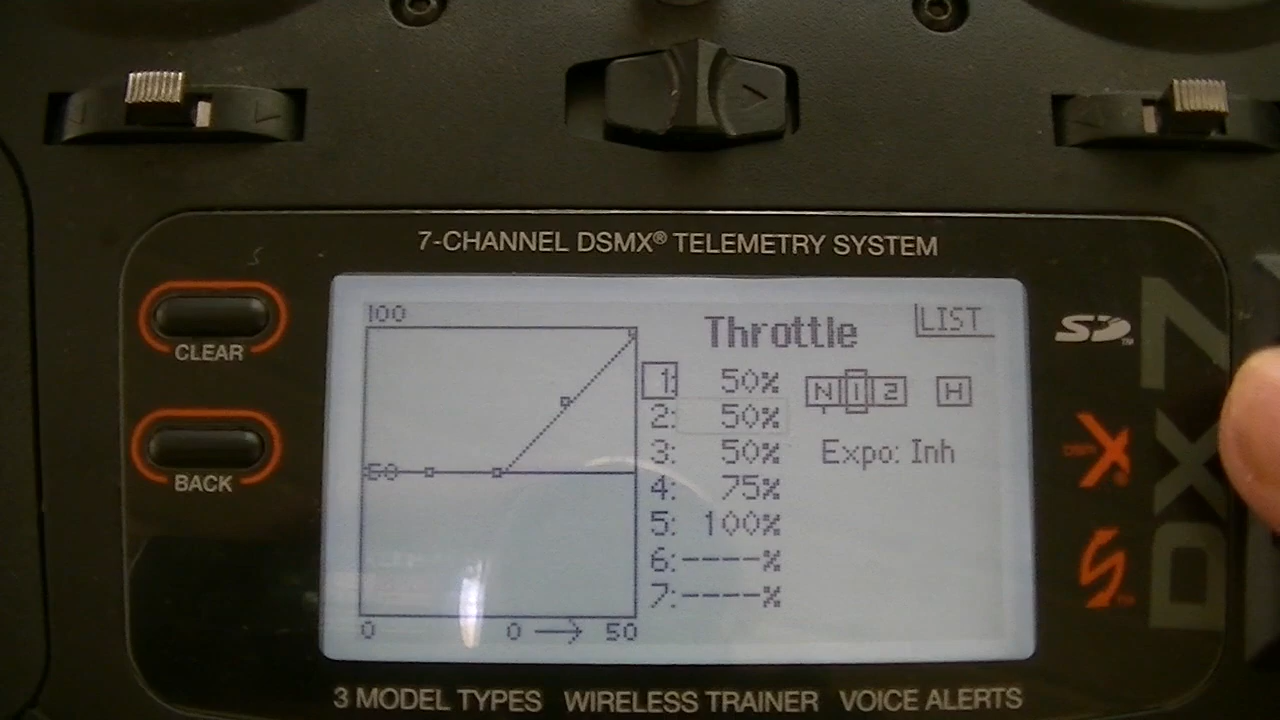 7-CHANNEL DSMX® TELEMETRY SYSTEM
CLEAR
BACK
100
50
0
0 → 50
Throttle
LIST
1: 50%
2: 50%
3: 50%
4: 75%
5: 100%
6:----%
7:----%
N 1 2 H
Expo: Inh
SD
X
DX7
3 MODEL TYPES WIRELESS TRAINER VOICE ALERTS